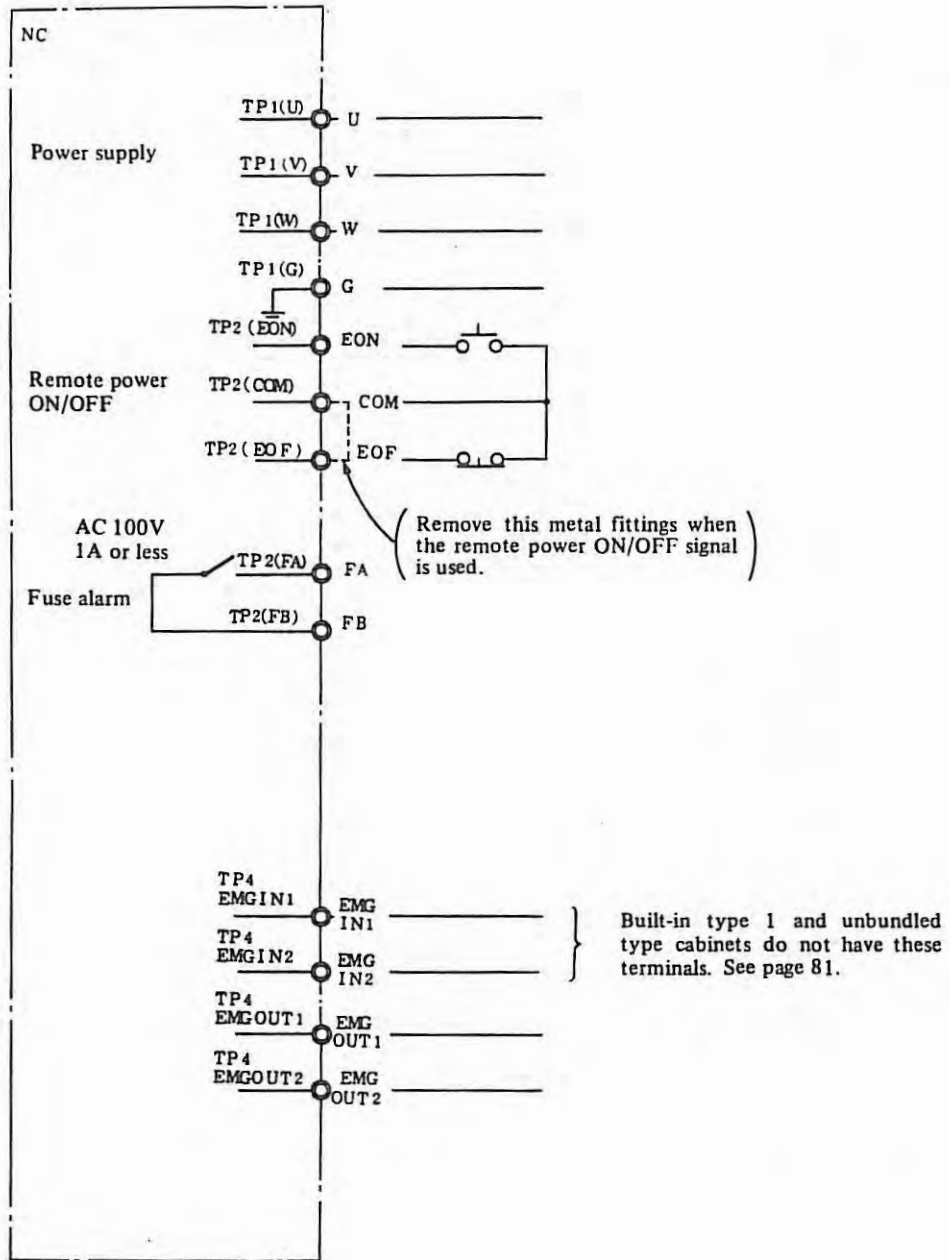 NC
TP1(U)
U
Power supply
TP1(V)
V
TP1(W)
W
TP1(G)
G
TP2(EON)
EON
Remote power
ON/OFF
TP2(COM)
COM
TP2(EOF)
EOF
Remove this metal fittings when
the remote power ON/OFF signal
is used.
AC 100V
1A or less
TP2(FA)
FA
Fuse alarm
TP2(FB)
FB
TP4
EMGIN1
EMG
IN1
TP4
EMGIN2
EMG
IN2
Built-in type 1 and unbundled
type cabinets do not have these
terminals. See page 81.
TP4
EMGOUT1
EMG
OUT1
TP4
EMGOUT2
EMG
OUT2